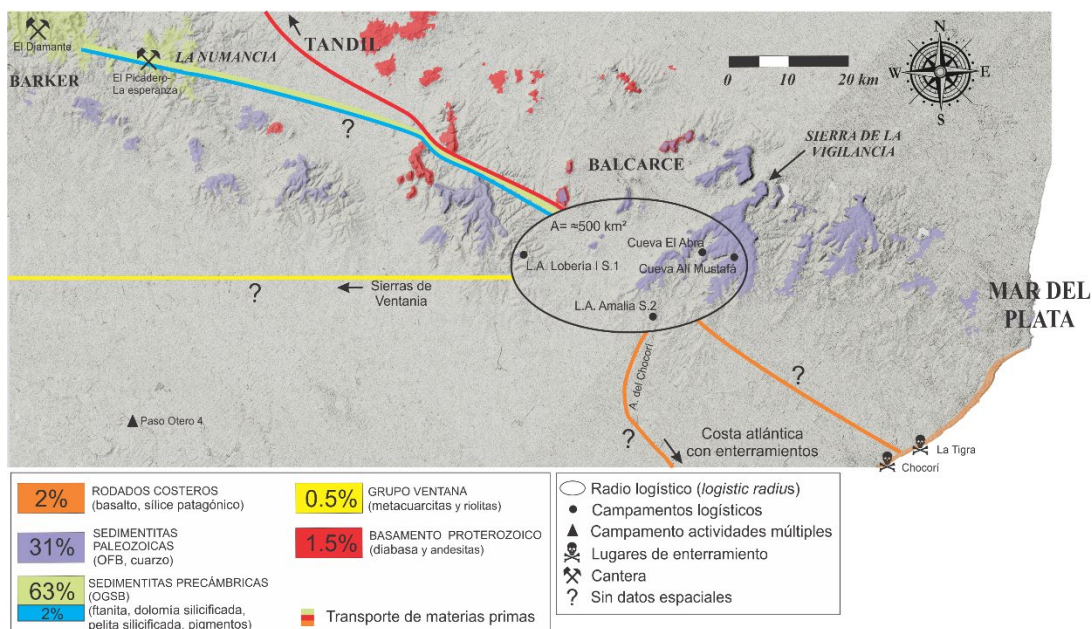 El Diamante
BARKER
El Picadero-
La esperanza
LA NUMANCIA
TANDIL
0 10 20 km
N
W E
S
SIERRA DE LA
VIGILANCIA
BALCARCE
?
A= ≈500 km²
Cueva El Abra
L.A. Lobería I S.1
Cueva Alí Mustafá
?
Sierras de
Ventania
L.A. Amalia S.2
MAR DEL
PLATA
A. del Chocorí
?
Paso Otero 4
?
Costa atlántica
con enterramientos
La Tigra
Chocorí
2% RODADOS COSTEROS
(basalto, sílice patagónico)
31% SEDIMENTITAS
PALEOZOICAS
(OFB, cuarzo)
63% SEDIMENTITAS PRECÁMBRICAS
(OGSB)
2% (ftanita, dolomia silicificada,
pelita silicificada, pigmentos)
0.5% GRUPO VENTANA
(metacuarcitas y riolitas)
1.5% BASAMENTO PROTEROZOICO
(diabasa y andesitas)
Transporte de materias primas
Radio logístico (logistic radius)
Campamentos logísticos
Campamento actividades múltiples
Lugares de enterramiento
Cantera
? Sin datos espaciales